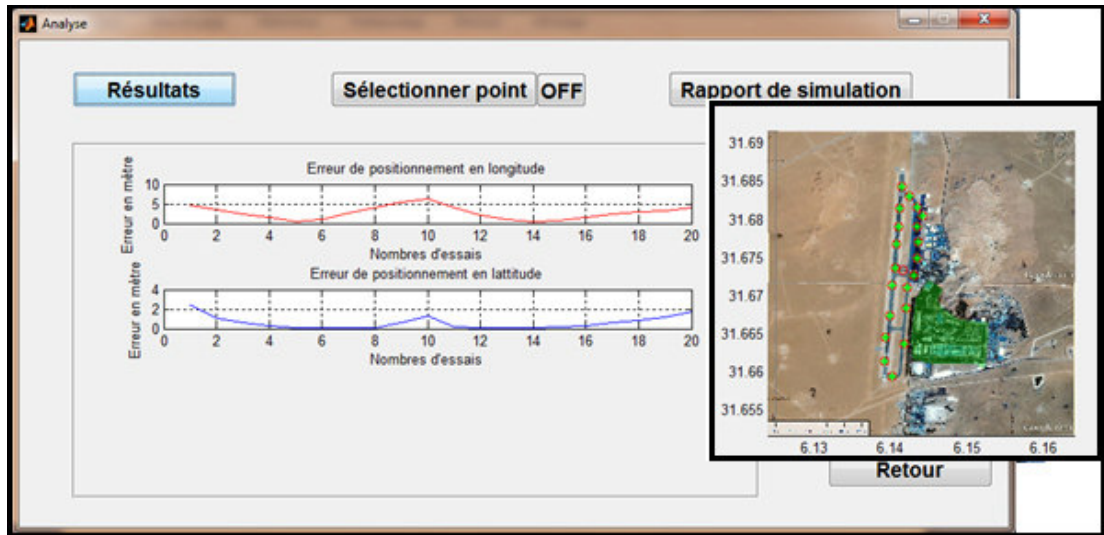 Analyse
Résultats
Sélectionner point OFF
Rapport de simulation
Erreur de positionnement en longitude
Erreur en mètre
10
5
0
0 2 4 6 8 10 12 14 16 18 20
Nombres d'essais
Erreur de positionnement en lattitude
Erreur en mètre
4
2
0
0 2 4 6 8 10 12 14 16 18 20
Nombres d'essais
31.69
31.685
31.68
31.675
31.67
31.665
31.66
31.655
6.13 6.14 6.15 6.16
Retour